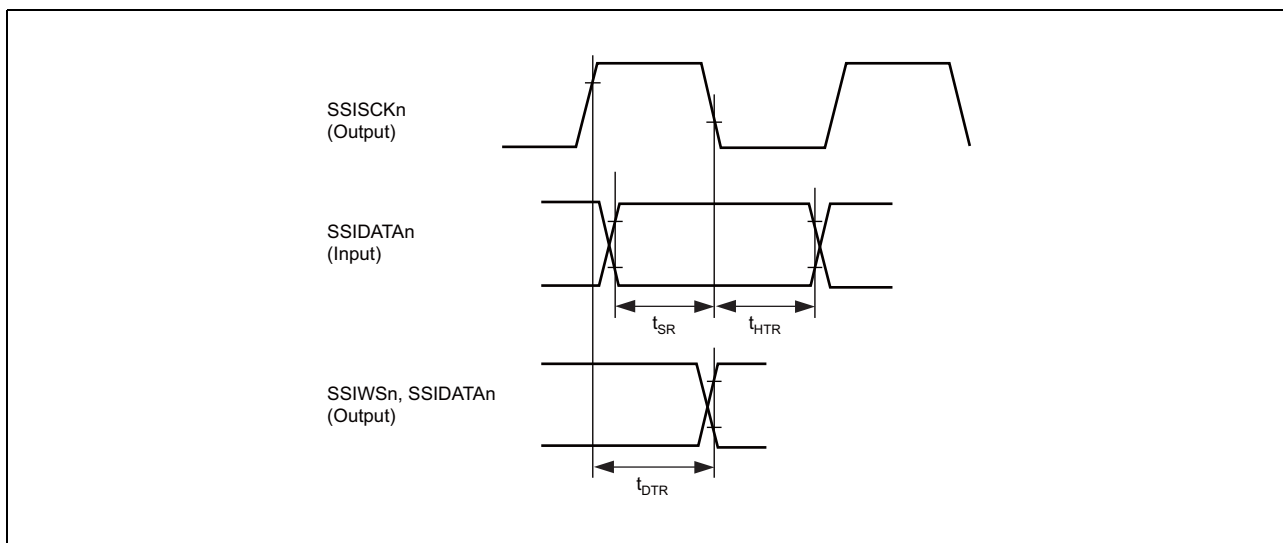 SSISCKn
(Output)
SSIDATAn
(Input)
tSR
tHTR
SSIWSn, SSIDATAn
(Output)
tDTR